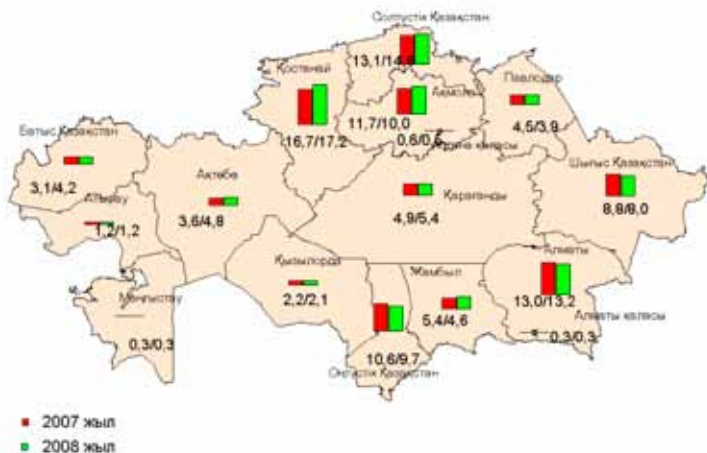 Солтүстік Қазақстан
13,1/14,
Қостанай
16,7/17,2
Ақмола
11,7/10,0
0,6/0,
қаласы
Павлодар
4,5/3,9
Батыс Қазақстан
3,1/4,2
Атырау
1,2/1,2
Ақтөбе
3,6/4,8
Қарағанды
4,9/5,4
Шығыс Қазақстан
8,8/8,0
Маңғыстау
0,3/0,3
Қызылорда
2,2/2,1
Жамбыл
5,4/4,6
Алматы
13,0/13,2
Алматы қаласы
0,3/0,3
10,6/9,7
Оңтүстік Қазақстан
2007 жыл
2008 жыл